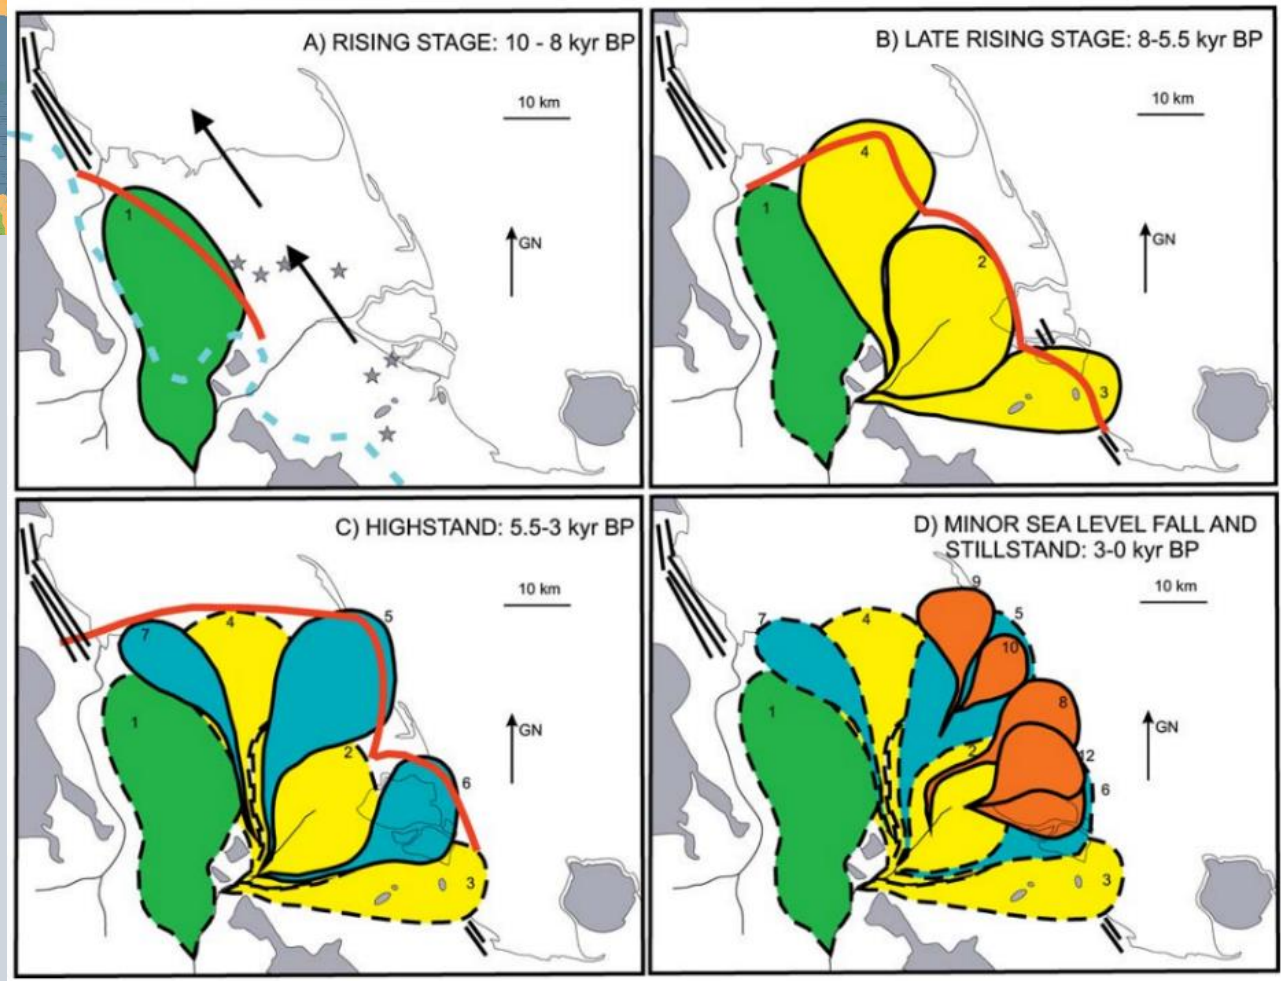 A) RISING STAGE: 10 - 8 kyr BP
10 km
1
GN
B) LATE RISING STAGE: 8-5.5 kyr BP
10 km
4
1
GN
2
3
C) HIGHSTAND: 5.5-3 kyr BP
10 km
5
4
7
1
GN
2
6
3
D) MINOR SEA LEVEL FALL AND
STILLSTAND: 3-0 kyr BP
9
10 km
7
4
5
10
8
1
GN
2
12
6
3